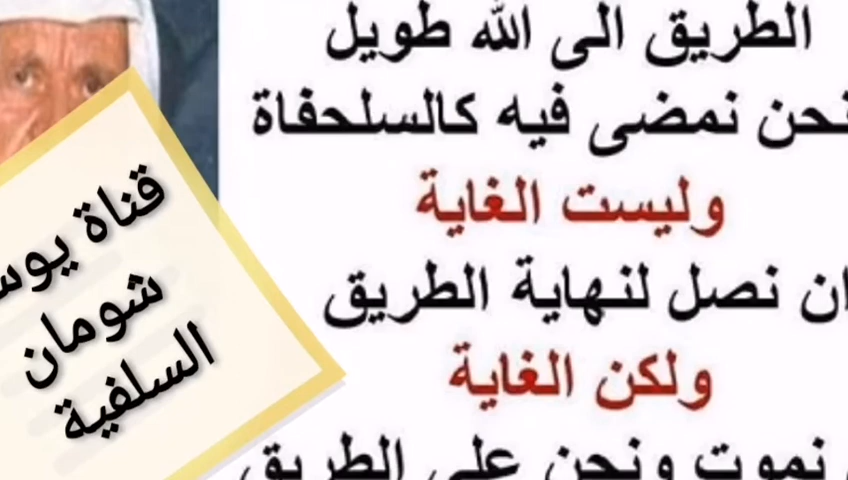 الطريق الى الله طويل
نحن نمضى فيه كالسلحفاة
وليست الغاية
ان نصل لنهاية الطريق
ولكن الغاية
نموت ونحن على الطريق
قناة
شومان
السلفية